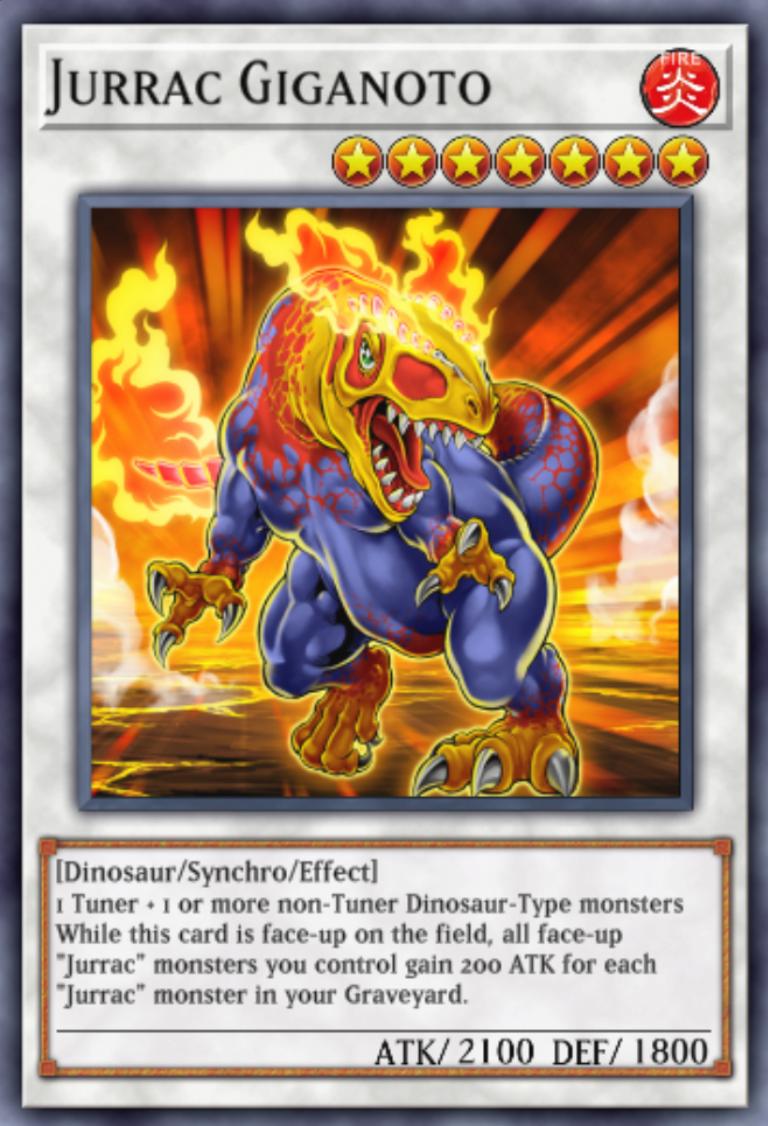 Jurrac Giganoto
FIRE
炎
[Dinosaur/Synchro/Effect]
1 Tuner + 1 or more non-Tuner Dinosaur-Type monsters
While this card is face-up on the field, all face-up
"Jurrac" monsters you control gain 200 ATK for each
"Jurrac" monster in your Graveyard.
ATK/ 2100 DEF/ 1800